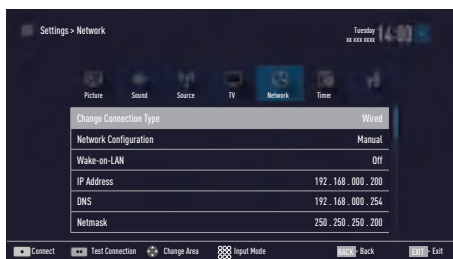 Settings > Network
Tuesday
xx xxx xxxx
14:00
Picture Sound Source TV Network Timer
Change Connection Type Wired
Network Configuration Manual
Wake-on-LAN Off
IP Address 192 . 168 . 000 . 200
DNS 192 . 168 . 000 . 254
Netmask 250 . 250 . 250 . 200
Connect Test Connection Change Area Input Mode BACK - Back EXIT - Exit